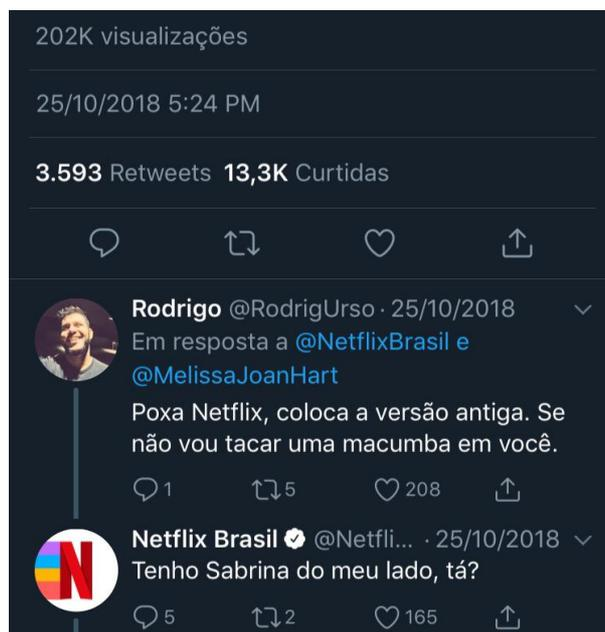 202K visualizações
25/10/2018 5:24 PM
3.593 Retweets 13,3K Curtidas
Rodrigo @RodrigUrso · 25/10/2018
Em resposta a @NetflixBrasil e
@MelissaJoanHart
Poxa Netflix, coloca a versão antiga. Se
não vou tacar uma macumba em você.
1 5 208
Netflix Brasil @Netfli... · 25/10/2018
Tenho Sabrina do meu lado, tá?
5 2 165